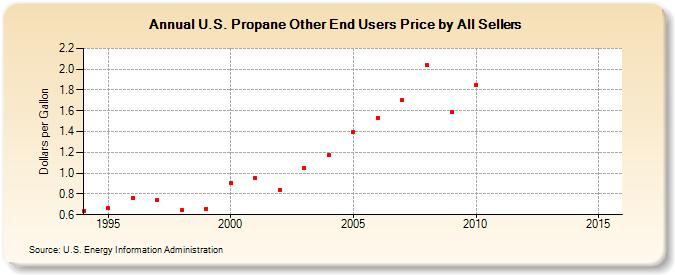 Annual U.S. Propane Other End Users Price by All Sellers
Dollars per Gallon
2.2
2.0
1.8
1.6
1.4
1.2
1.0
0.8
0.6
1995 2000 2005 2010 2015
Source: U.S. Energy Information Administration